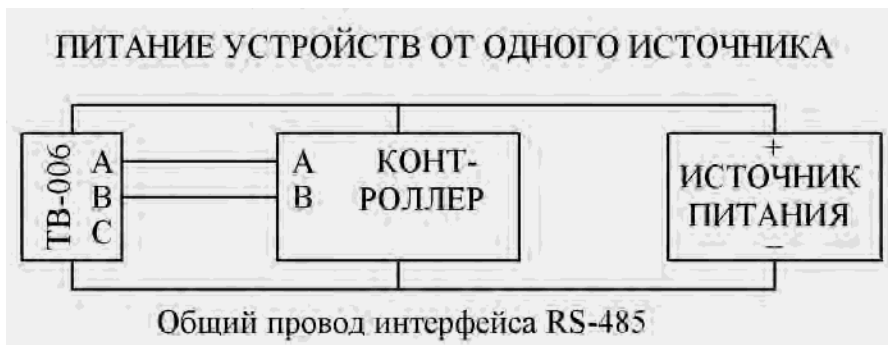 ПИТАНИЕ УСТРОЙСТВ ОТ ОДНОГО ИСТОЧНИКА
ТВ-006
A
B
C
A
B
КОНТ-
РОЛЛЕР
+
ИСТОЧНИК
ПИТАНИЯ
–
Общий провод интерфейса RS-485